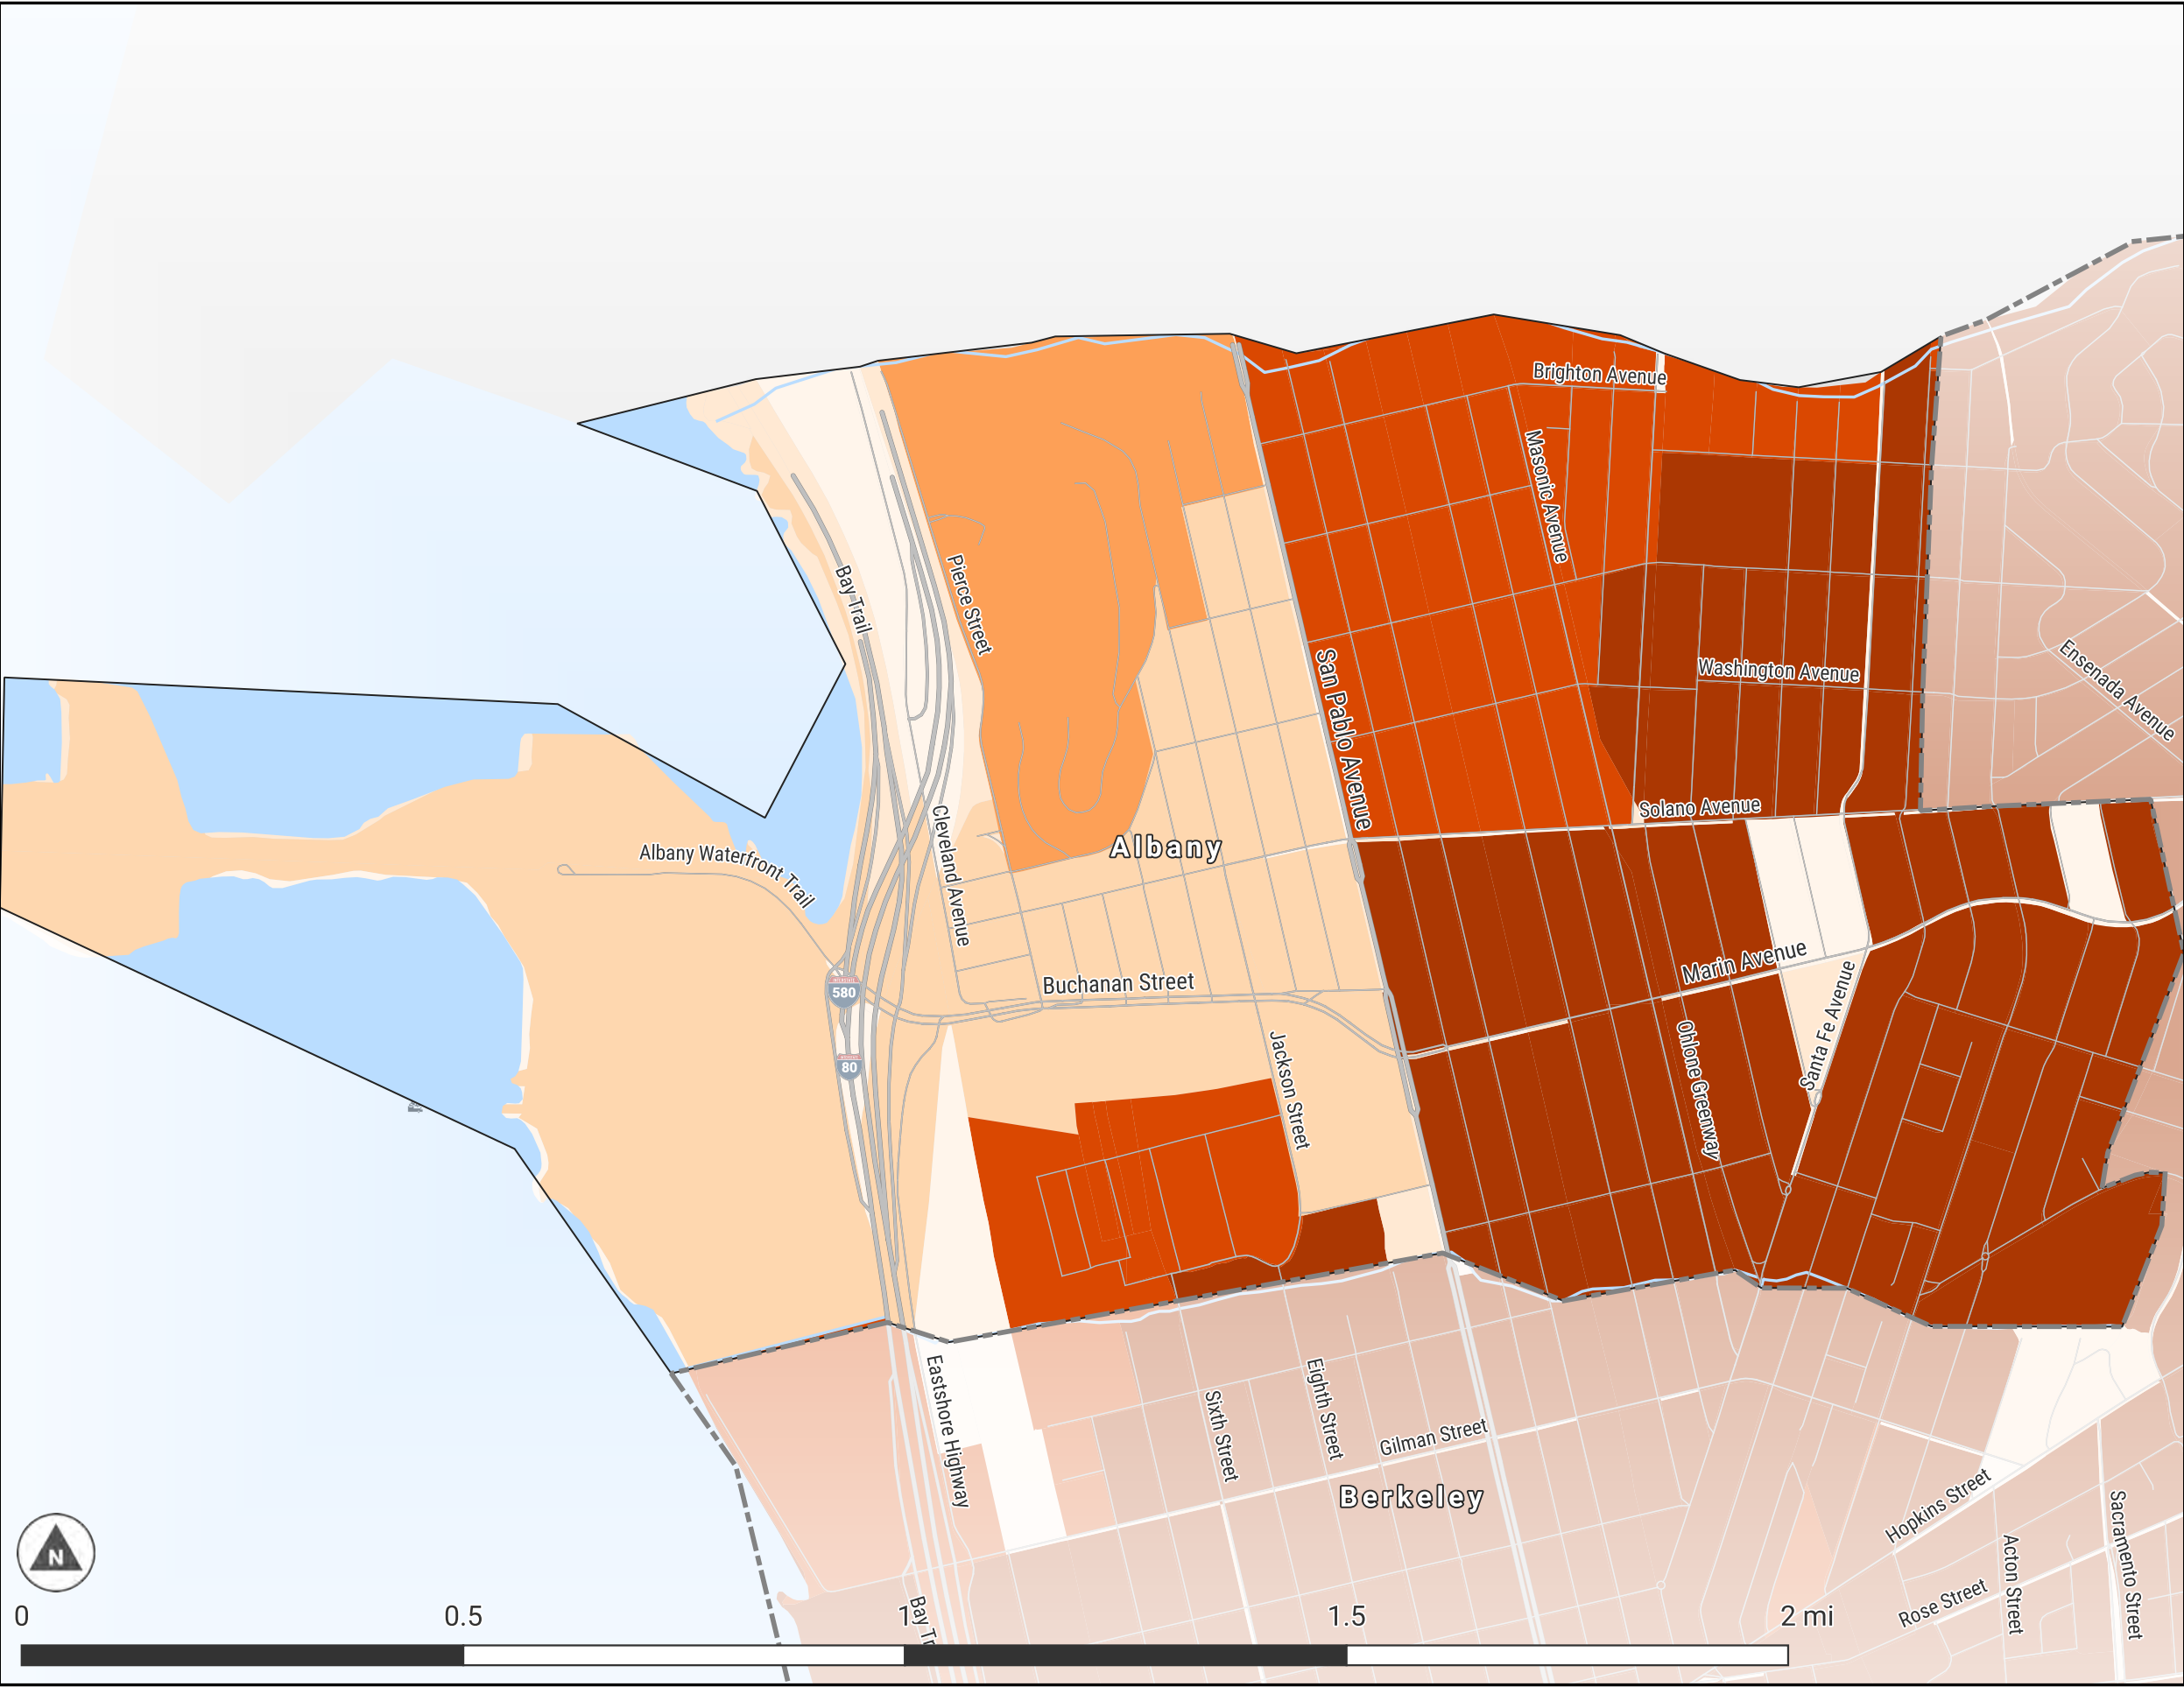 Brighton Avenue
Masonic Avenue
Pierce Street
Bay Trail
San Pablo Avenue
Washington Avenue
Ensenada Avenue
Solano Avenue
Cleveland Avenue
Albany
Albany Waterfront Trail
Buchanan Street
Marin Avenue
Santa Fe Avenue
580
80
Jackson Street
Ohlone Greenway
Eastshore Highway
Sixth Street
Eighth Street
Gilman Street
Berkeley
Hopkins Street
Acton Street
Sacramento Street
Rose Street
N
Bay Tr
0 0.5 1 1.5 2 mi